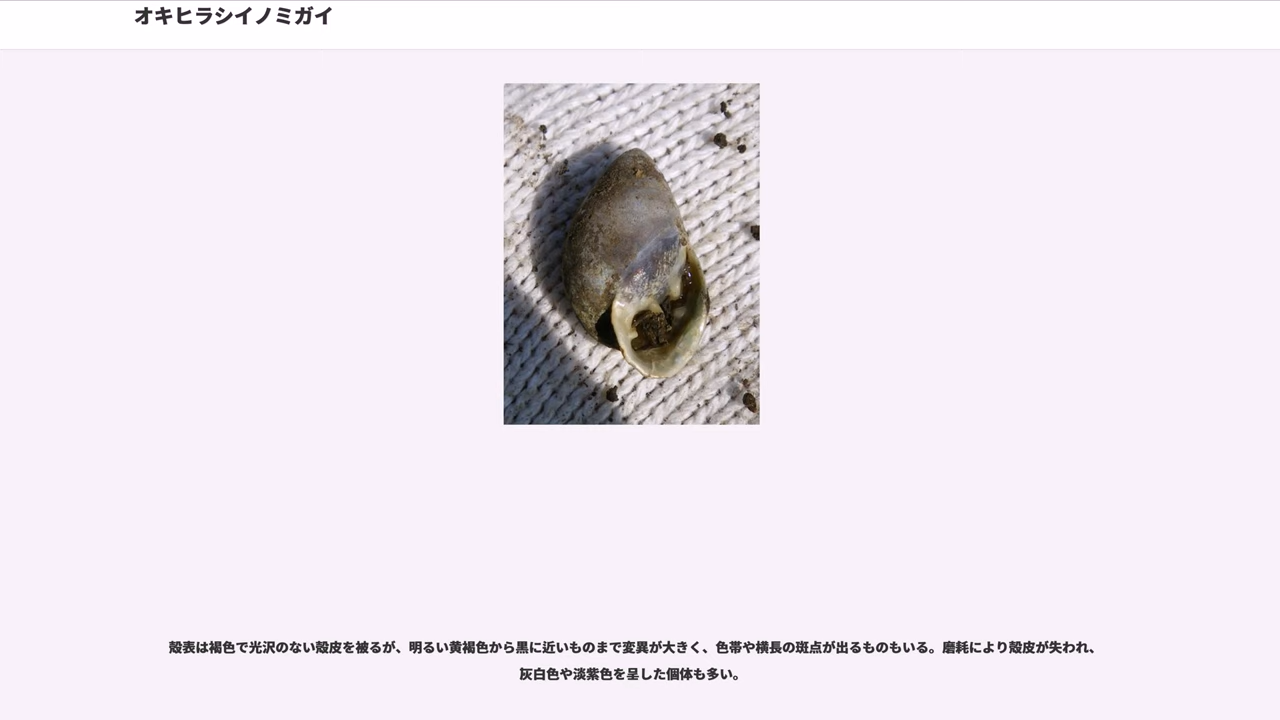 オキヒラシイノミガイ
殻表は褐色で光沢のない殻皮を被るが、明るい黄褐色から黒に近いものまで変異が大きく、色帯や横長の斑点が出るものもいる。磨耗により殻皮が失われ、
灰白色や淡紫色を呈した個体も多い。